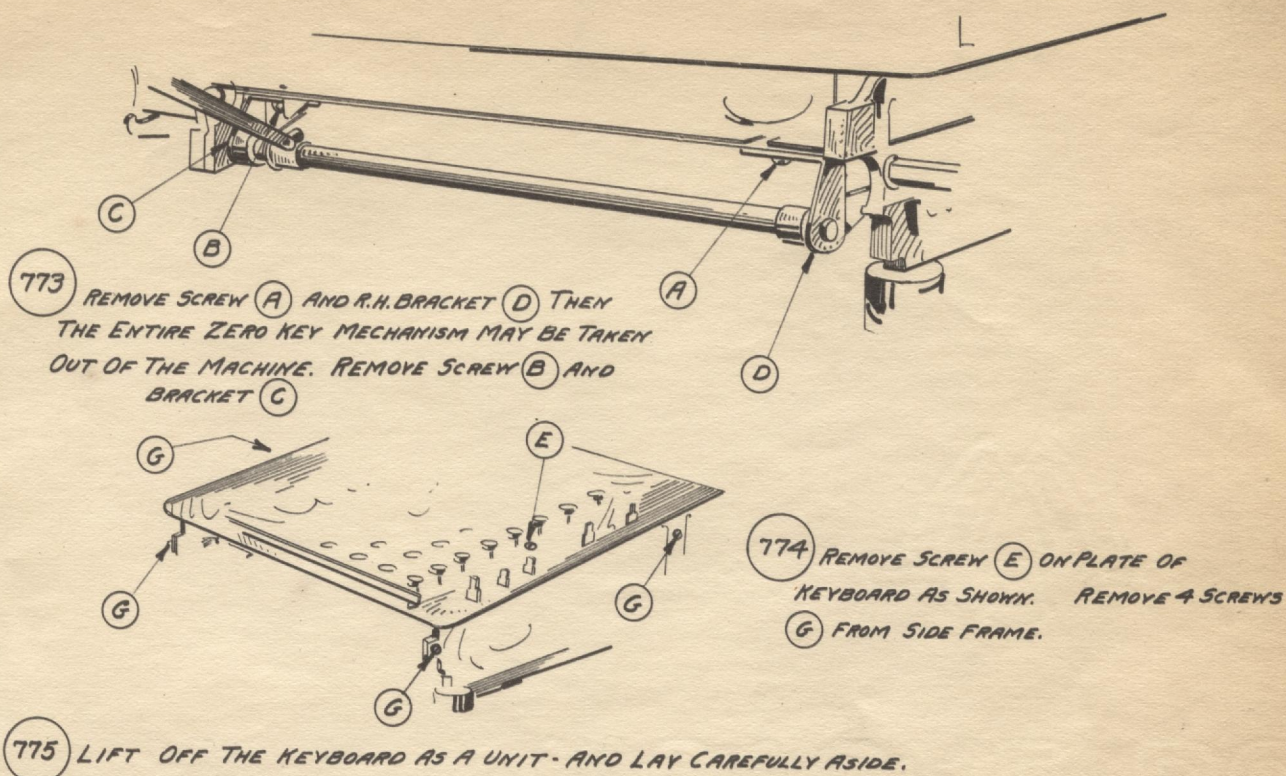 C
B
A
D
773 REMOVE SCREW A AND R.H. BRACKET D THEN
THE ENTIRE ZERO KEY MECHANISM MAY BE TAKEN
OUT OF THE MACHINE. REMOVE SCREW B AND
BRACKET C
G
E
G
G
G
774 REMOVE SCREW E ON PLATE OF
KEYBOARD AS SHOWN. REMOVE 4 SCREWS
G FROM SIDE FRAME.
775 LIFT OFF THE KEYBOARD AS A UNIT - AND LAY CAREFULLY ASIDE.